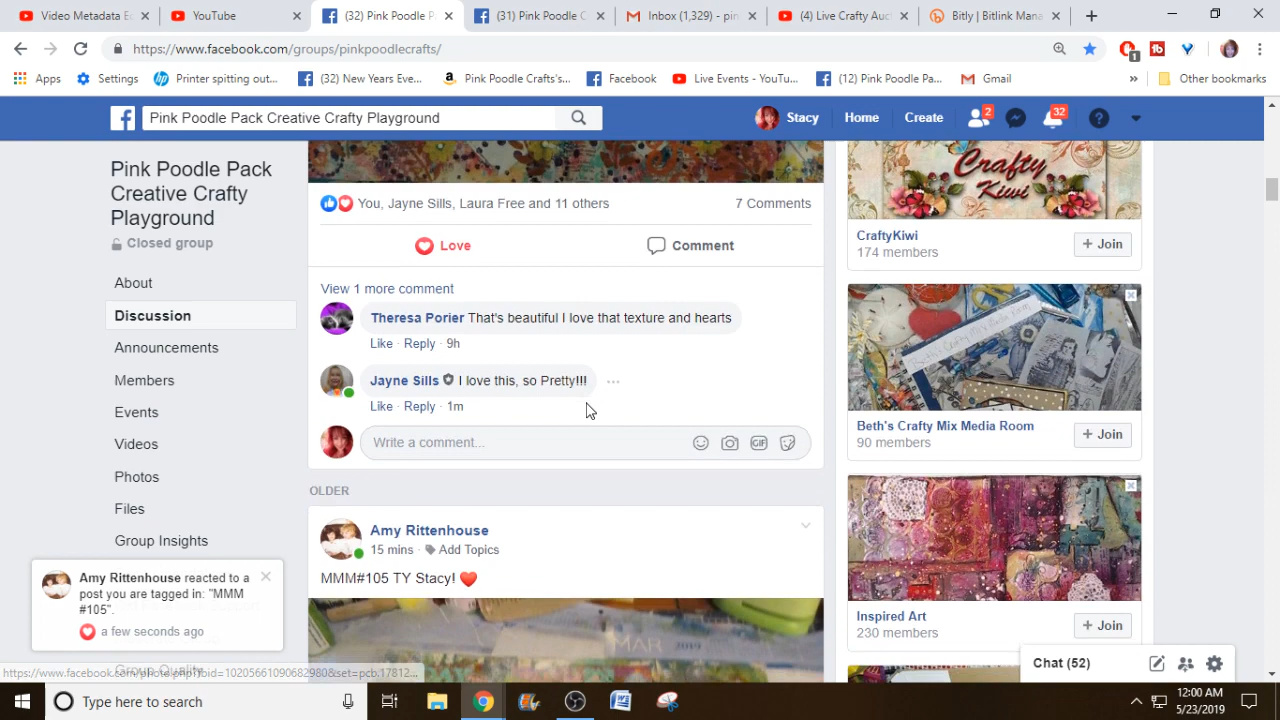 Video Metadata E
YouTube
(32) Pink Poodle P
(31) Pink Poodle C
Inbox (1,329) - pin
(4) Live Crafty Auc
Bitly | Bitlink Mana
https://www.facebook.com/groups/pinkpoodlecrafts/
1
Apps
Settings
Printer spitting out...
(32) New Years Eve...
Pink Poodle Crafts's...
Facebook
Live Events - YouTu...
(12) Pink Poodle Pa...
Gmail
Other bookmarks
Pink Poodle Pack Creative Crafty Playground
Stacy
Home
Create
2
32
Pink Poodle Pack
Creative Crafty
Playground
Closed group
About
Discussion
Announcements
Members
Events
Videos
Photos
Files
Group Insights
Group Quality
You, Jayne Sills, Laura Free and 11 others
7 Comments
Love
Comment
View 1 more comment
Theresa Porier That's beautiful I love that texture and hearts
Like · Reply · 9h
Jayne Sills I love this, so Pretty!!!
Like · Reply · 1m
Write a comment...
GIF
OLDER
Amy Rittenhouse
15 mins · Add Topics
MMM#105 TY Stacy!
MAR 2019
Crafty
Kiwi
CraftyKiwi
174 members
+ Join
Beth's Crafty Mix Media Room
90 members
+ Join
Inspired Art
230 members
+ Join
Amy Rittenhouse reacted to a
post you are tagged in: "MMM
#105".
a few seconds ago
Chat (52)
Type here to search
12:00 AM
5/23/2019